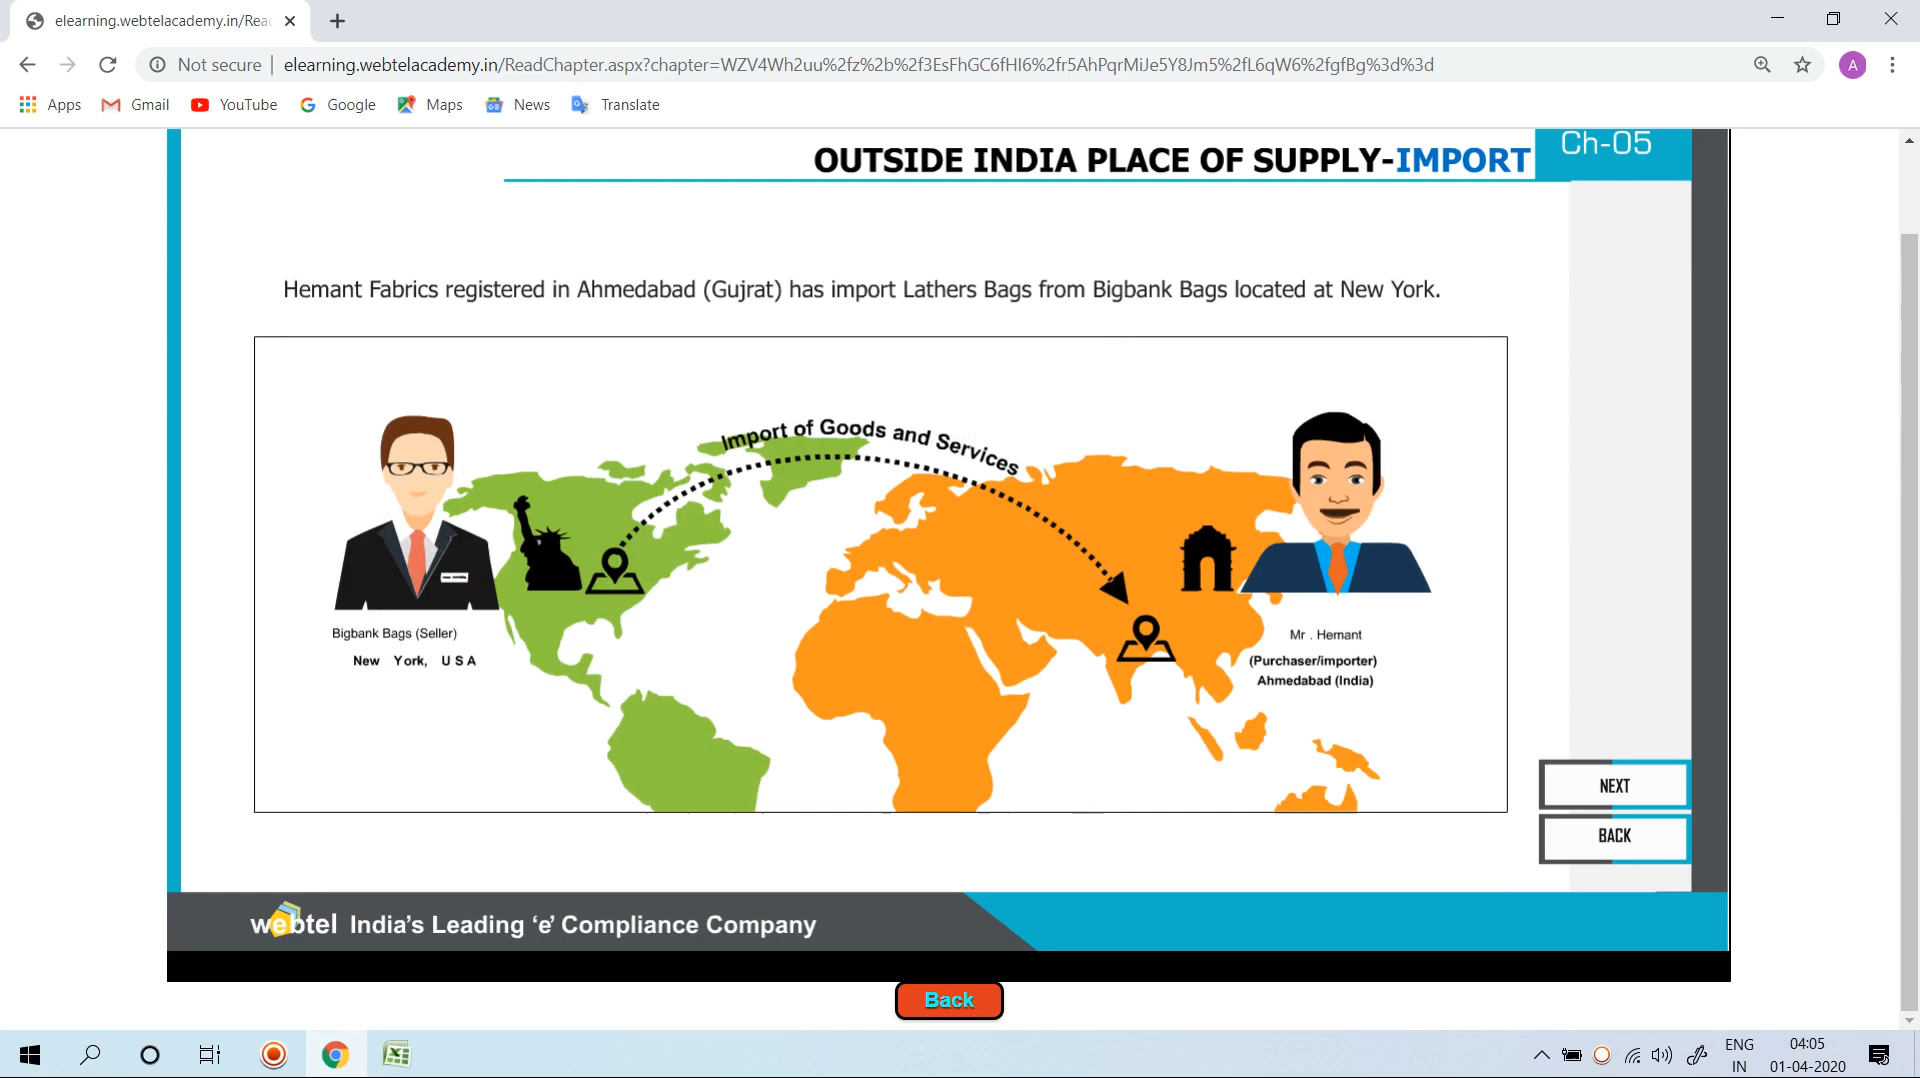 elearning.webtelacademy.in/Rea
Not secure | elearning.webtelacademy.in/ReadChapter.aspx?chapter=WZV4Wh2uu%2fz%2b%2f3EsFhGC6fHI6%2fr5AhPqrMiJe5Y8Jm5%2fL6qW6%2fgfBg%3d%3d
A
Apps Gmail YouTube Google Maps News Translate
OUTSIDE INDIA PLACE OF SUPPLY-IMPORT
Ch-05
Hemant Fabrics registered in Ahmedabad (Gujrat) has import Lathers Bags from Bigbank Bags located at New York.
Import of Goods and Services
Bigbank Bags (Seller)
New York, U S A
Mr . Hemant
(Purchaser/importer)
Ahmedabad (India)
NEXT
BACK
webtel India's Leading ‘e’ Compliance Company
Back
ENG
IN
04:05
01-04-2020